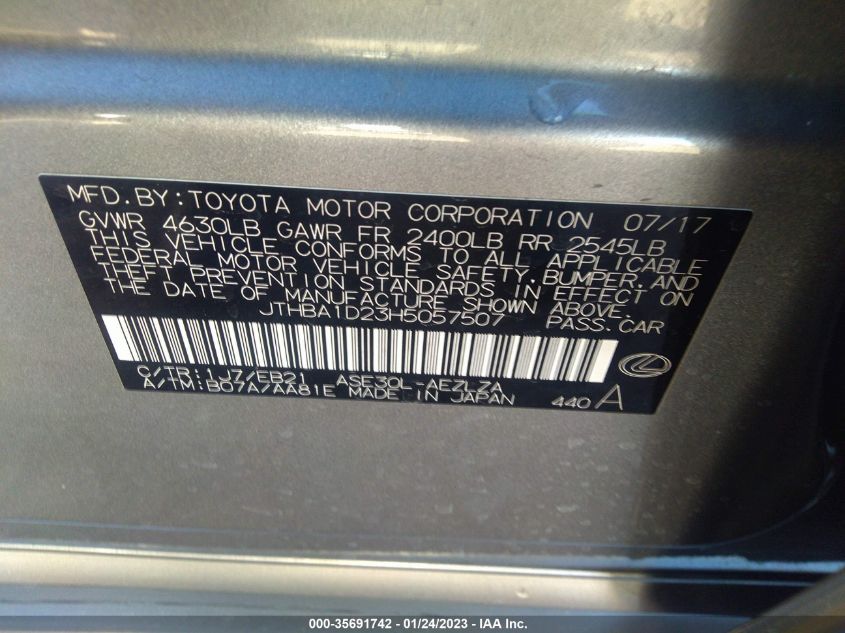 MFD.BY:TOYOTA MOTOR CORPORATION 07/17
GVWR 4630LB GAWR FR 2400LB RR 2545LB
THIS VEHICLE CONFORMS TO ALL APPLICABLE
FEDERAL MOTOR VEHICLE SAFETY,BUMPER,AND
THEFT PREVENTION STANDARDS IN EFFECT ON
THE DATE OF MANUFACTURE SHOWN ABOVE.
JTHBA1D23H5057507 PASS.CAR
C/TR:1J7/EB21 ASE30L-AEZLZA
A/TM:B07A/AA81E MADE IN JAPAN 440 A
000-35691742 - 01/24/2023 - IAA Inc.